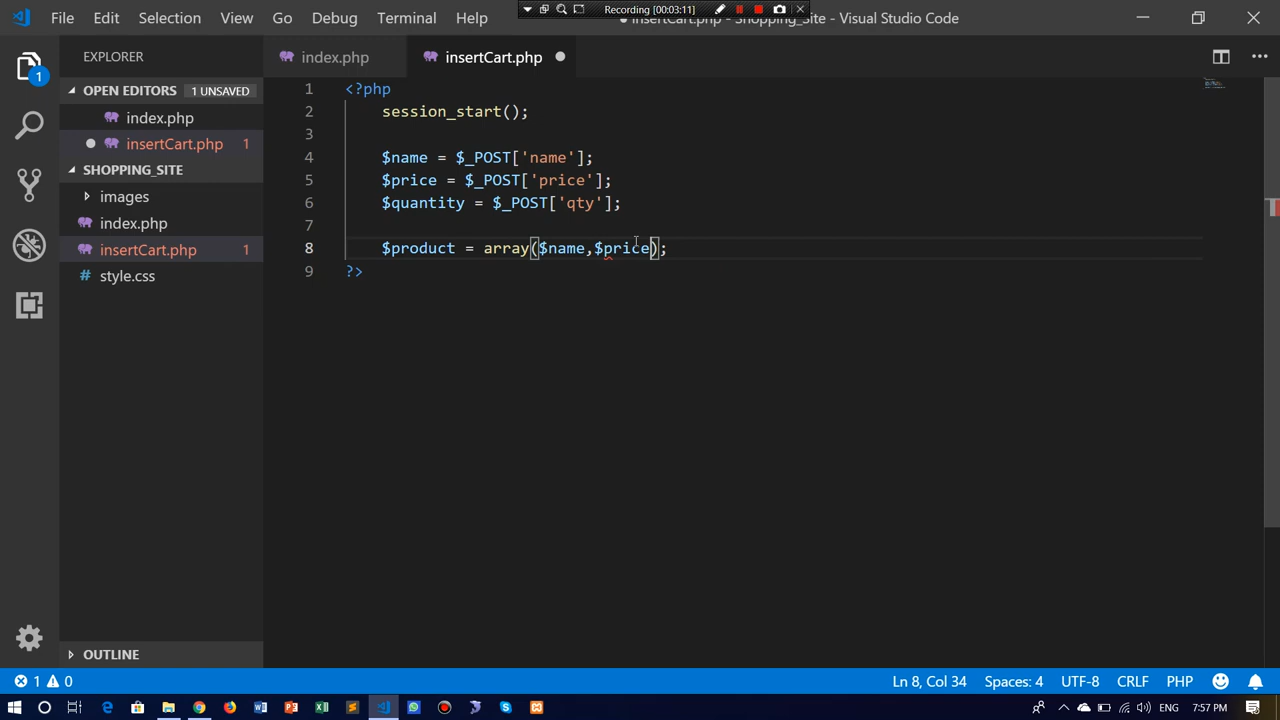 Recording [00:03:11]
File Edit Selection View Go Debug Terminal Help insertCart.php - Shopping_Site - Visual Studio Code
EXPLORER
index.php
insertCart.php
OPEN EDITORS 1 UNSAVED
index.php
insertCart.php 1
SHOPPING_SITE
images
index.php
insertCart.php 1
style.css
1 <?php
2 session_start();
3
4 $name = $_POST['name'];
5 $price = $_POST['price'];
6 $quantity = $_POST['qty'];
7
8 $product = array($name,$price);
9 ?>
1
OUTLINE
1 0 Ln 8, Col 34 Spaces: 4 UTF-8 CRLF PHP
ENG 7:57 PM